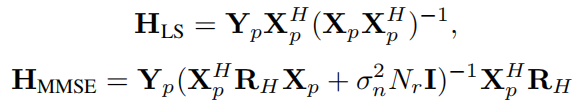 H_LS = Y_p X_p^H (X_p X_p^H)^{-1},
H_MMSE = Y_p (X_p^H R_H X_p + σ_n^2 N_r I)^{-1} X_p^H R_H